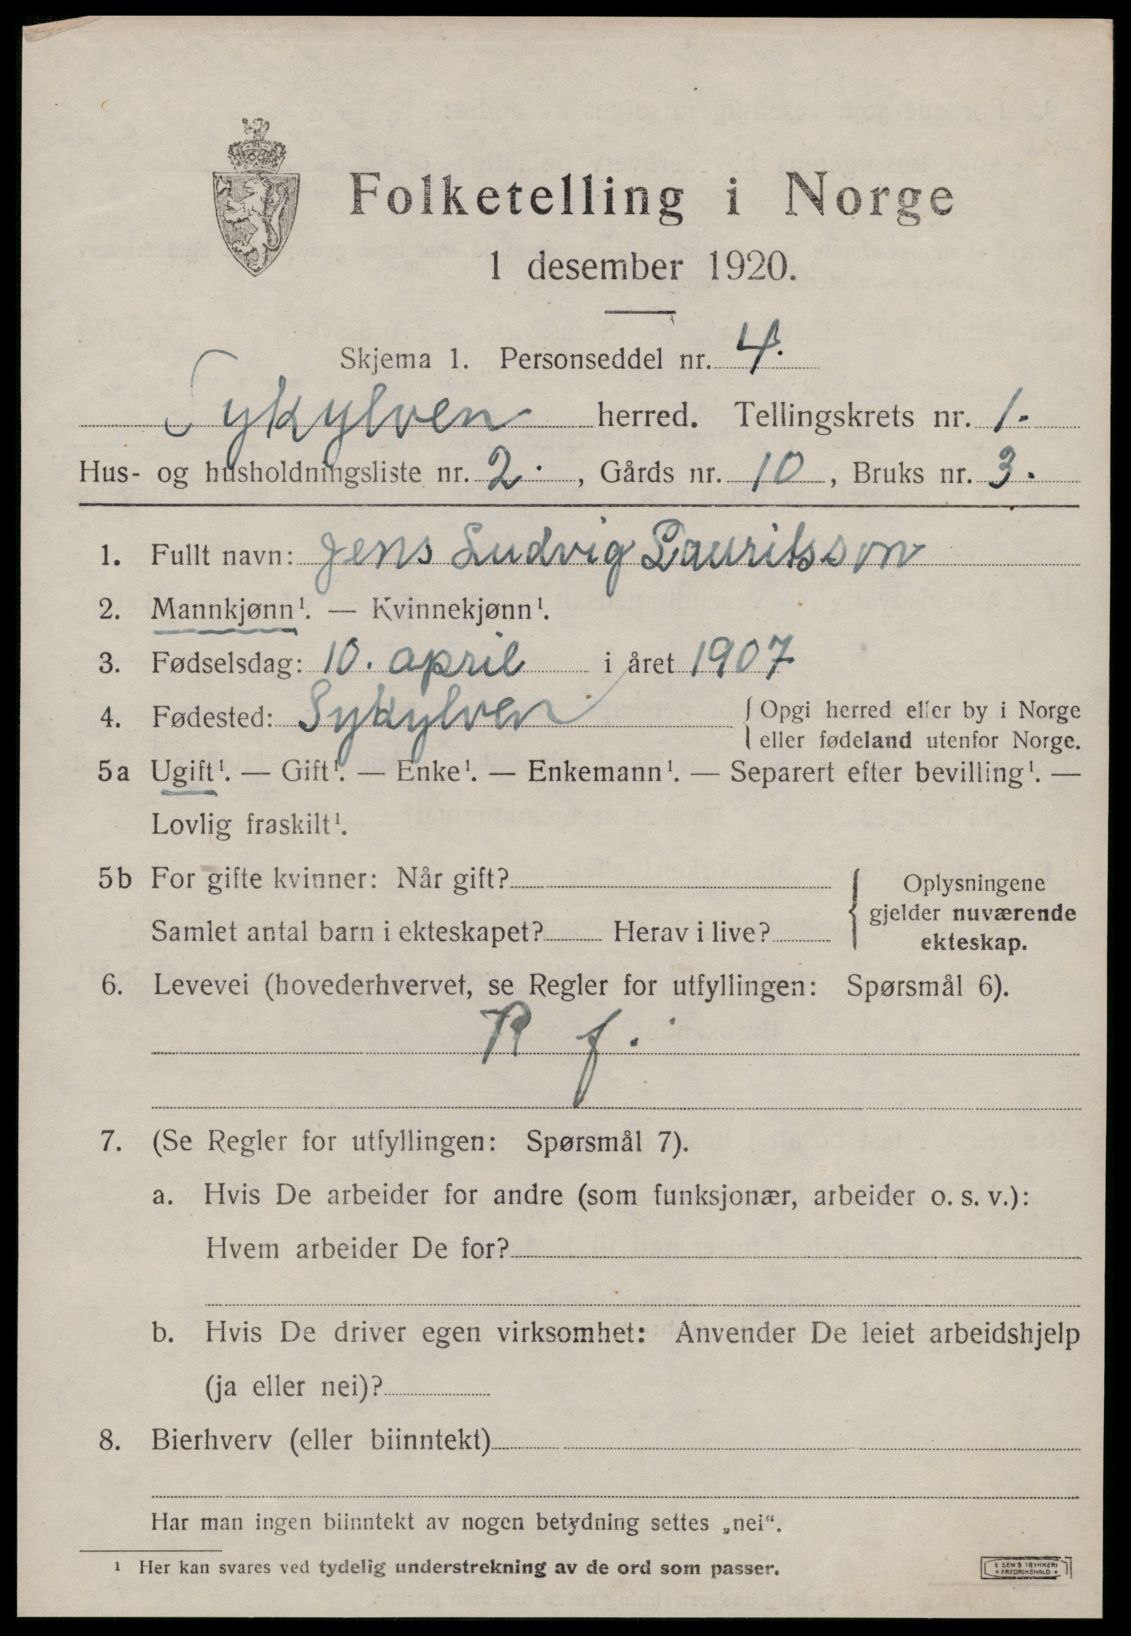 Folketelling i Norge
1 desember 1920.
Skjema 1. Personseddel nr. 4.
Sykylven herred. Tellingskrets nr. 1.
Hus- og husholdningsliste nr. 2. , Gårds nr. 10 , Bruks nr. 3.
1. Fullt navn: Jens Ludvig Lauritsson
2. Mannkjønn¹. — Kvinnekjønn¹.
3. Fødselsdag: 10. april i året 1907
4. Fødested: Sykylven { Opgi herred eller by i Norge
eller fødeland utenfor Norge.
5a Ugift¹. — Gift¹. — Enke¹. — Enkemann¹. — Separert efter bevilling¹. —
Lovlig fraskilt¹.
5b For gifte kvinner: Når gift?
Samlet antal barn i ekteskapet? Herav i live?
{ Oplysningene
gjelder nuværende
ekteskap.
6. Levevei (hovederhvervet, se Regler for utfyllingen: Spørsmål 6).
R f.
7. (Se Regler for utfyllingen: Spørsmål 7).
a. Hvis De arbeider for andre (som funksjonær, arbeider o. s. v.):
Hvem arbeider De for?
b. Hvis De driver egen virksomhet: Anvender De leiet arbeidshjelp
(ja eller nei)?
8. Bierhverv (eller biinntekt)
Har man ingen biinntekt av nogen betydning settes „nei“.
¹ Her kan svares ved tydelig understrekning av de ord som passer.
E SEMS TRYKKERI
• FREDRIKSHALD •